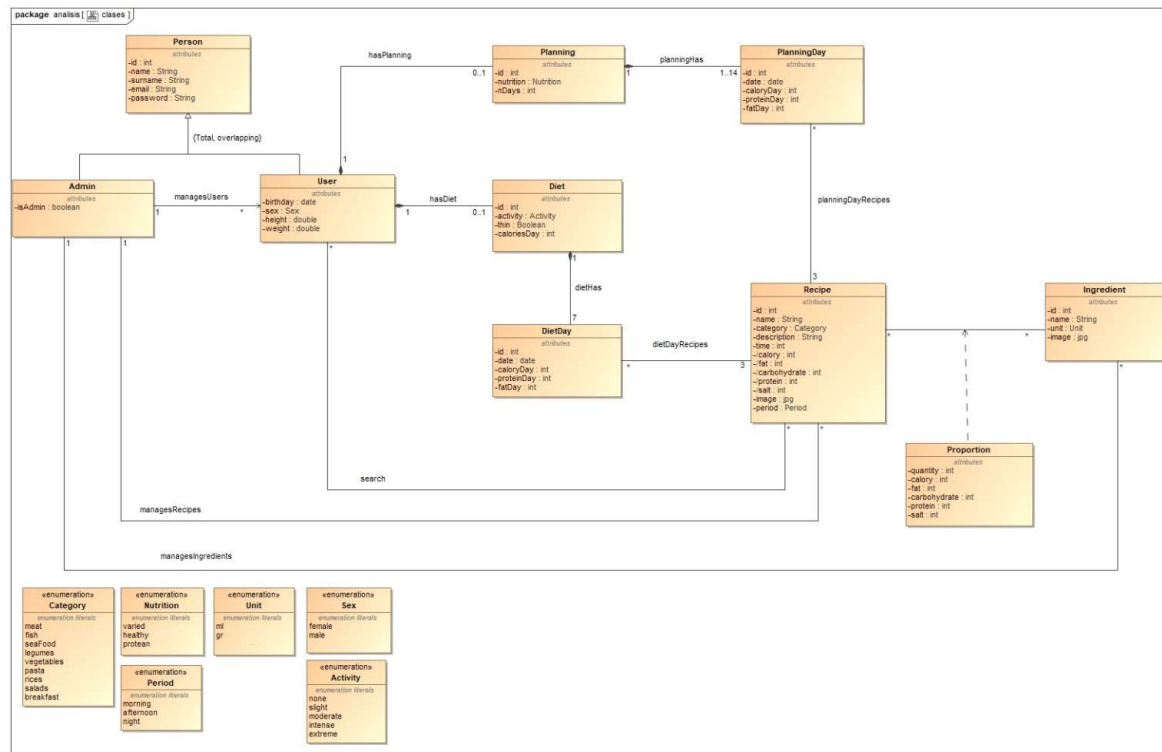 package analisis [ clases ]
Person
attributes
-id : int
-name : String
-surname : String
-email : String
-password : String
{Total, overlapping}
hasPlanning
0..1
1
Planning
attributes
-id : int
-nutrition : Nutrition
-nDays : int
planningHas
1
1..14
PlanningDay
attributes
-id : int
-date : date
-caloryDay : int
-proteinDay : int
-fatDay : int
*
planningDayRecipes
3
Admin
attributes
-isAdmin : boolean
managesUsers
1
*
1
1
User
attributes
-birthday : date
-sex : Sex
-height : double
-weight : double
*
hasDiet
1
0..1
Diet
attributes
-id : int
-activity : Activity
-thin : Boolean
-caloriesDay : int
1
dietHas
7
DietDay
attributes
-id : int
-date : date
-caloryDay : int
-proteinDay : int
-fatDay : int
dietDayRecipes
*
3
Recipe
attributes
-id : int
-name : String
-category : Category
-description : String
-time : int
-/calory : int
-/fat : int
-/carbohydrate : int
-/protein : int
-/salt : int
-image : jpg
-period : Period
*
*
*
*
Ingredient
attributes
-id : int
-name : String
-unit : Unit
-image : jpg
*
Proportion
attributes
-quantity : int
-calory : int
-fat : int
-carbohydrate : int
-protein : int
-salt : int
search
managesRecipes
managesIngredients
«enumeration»
Category
enumeration literals
meat
fish
seaFood
legumes
vegetables
pasta
rices
salads
breakfast
«enumeration»
Nutrition
enumeration literals
varied
healthy
protean
«enumeration»
Period
enumeration literals
morning
afternoon
night
«enumeration»
Unit
enumeration literals
ml
gr
...
«enumeration»
Sex
enumeration literals
female
male
«enumeration»
Activity
enumeration literals
none
slight
moderate
intense
extreme